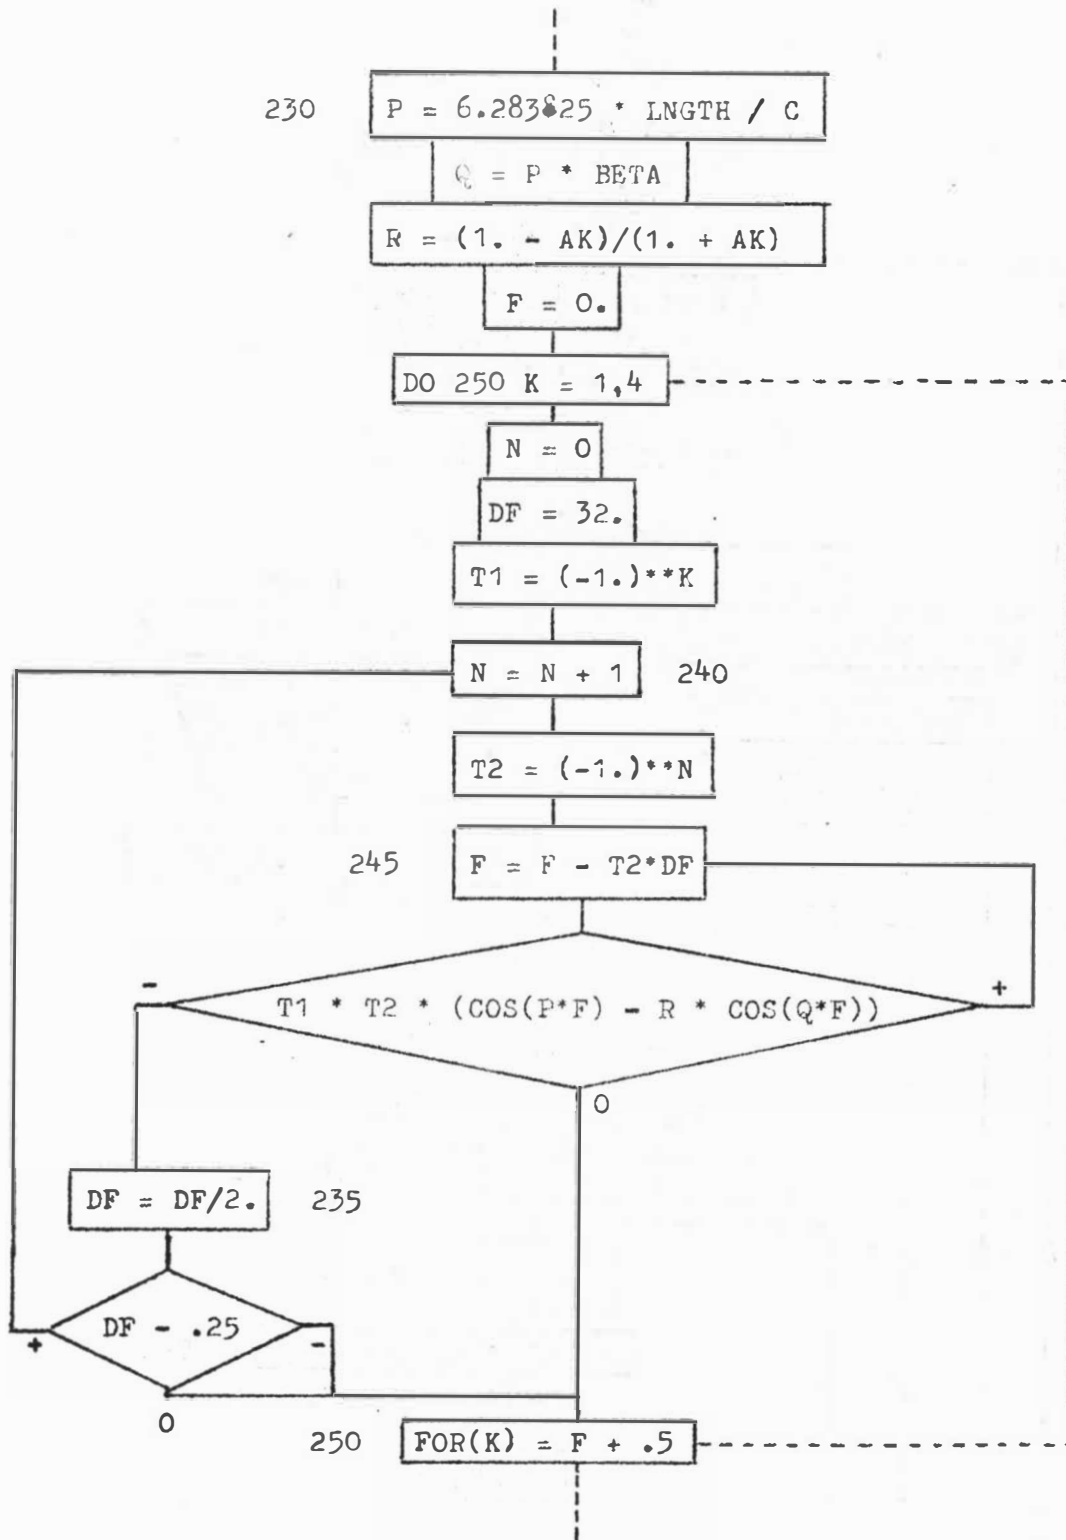 230 P = 6.283825 * LNGTH / C
Q = P * BETA
R = (1. - AK)/(1. + AK)
F = 0.
DO 250 K = 1,4
N = 0
DF = 32.
T1 = (-1.)**K
N = N + 1 240
T2 = (-1.)**N
245 F = F - T2*DF
- T1 * T2 * (COS(P*F) - R * COS(Q*F)) +
0
DF = DF/2. 235
+ DF - .25 -
0
250 FOR(K) = F + .5